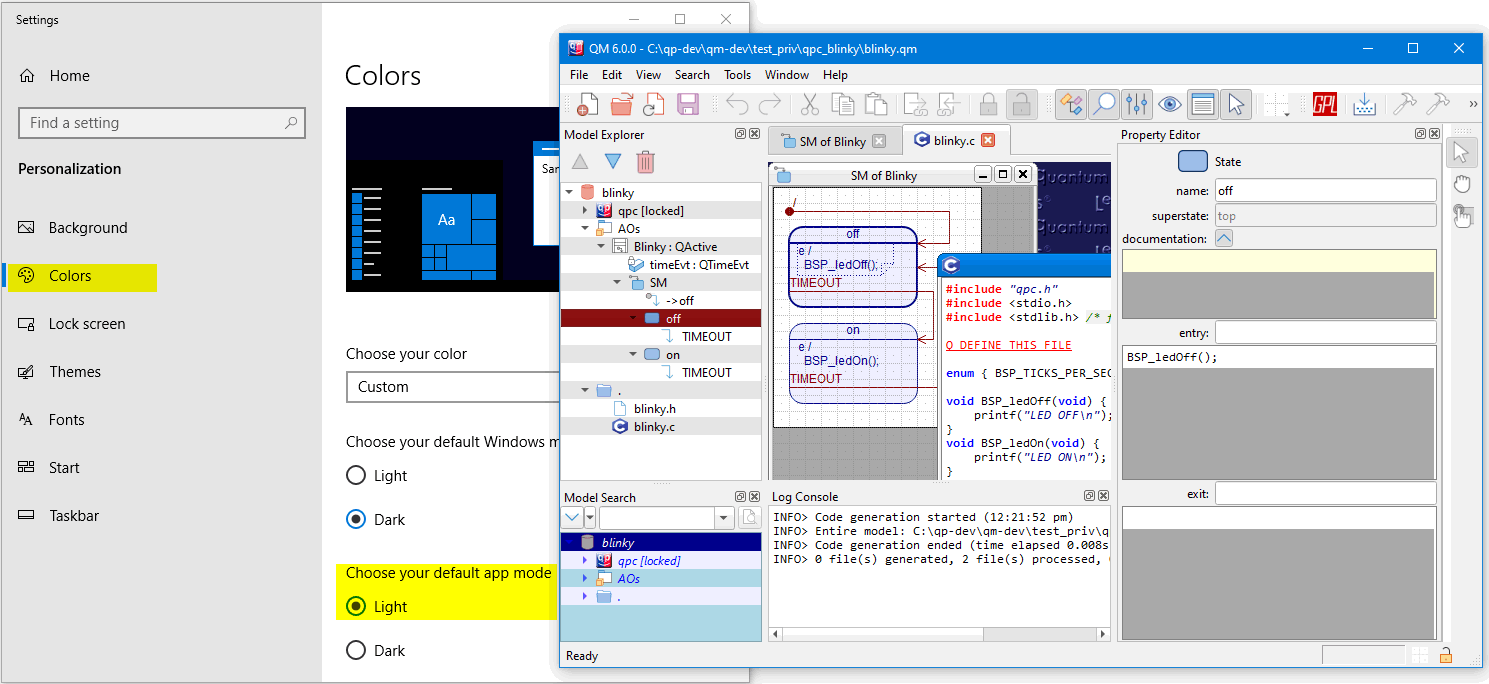 Settings
Home
Find a setting
Personalization
Background
Colors
Lock screen
Themes
Fonts
Start
Taskbar
Colors
Aa
Choose your color
Custom
Choose your default Windows
Light
Dark
Choose your default app mode
Light
Dark
QM 6.0.0 - C:\qp-dev\qm-dev\test_priv\qpc_blinky\blinky.qm
File Edit View Search Tools Window Help
GPL
Model Explorer
blinky
qpc [locked]
AOs
Blinky : QActive
timeEvt : QTimeEvt
SM
->off
off
TIMEOUT
on
TIMEOUT
.
blinky.h
blinky.c
Model Search
blinky
qpc [locked]
AOs
.
SM of Blinky
blinky.c
SM of Blinky
Quantum
/
off
e /
BSP_ledOff();
TIMEOUT
on
e /
BSP_ledOn();
TIMEOUT
#include "qpc.h"
#include <stdio.h>
#include <stdlib.h> /*
Q_DEFINE_THIS_FILE
enum { BSP_TICKS_PER_SEC
void BSP_ledOff(void) {
printf("LED OFF\n");
}
void BSP_ledOn(void) {
printf("LED ON\n");
}
Log Console
INFO> Code generation started (12:21:52 pm)
INFO> Entire model: C:\qp-dev\qm-dev\test_priv\q
INFO> Code generation ended (time elapsed 0.008s
INFO> 0 file(s) generated, 2 file(s) processed,
Property Editor
State
name: off
superstate: top
documentation:
entry:
BSP_ledOff();
exit:
Ready